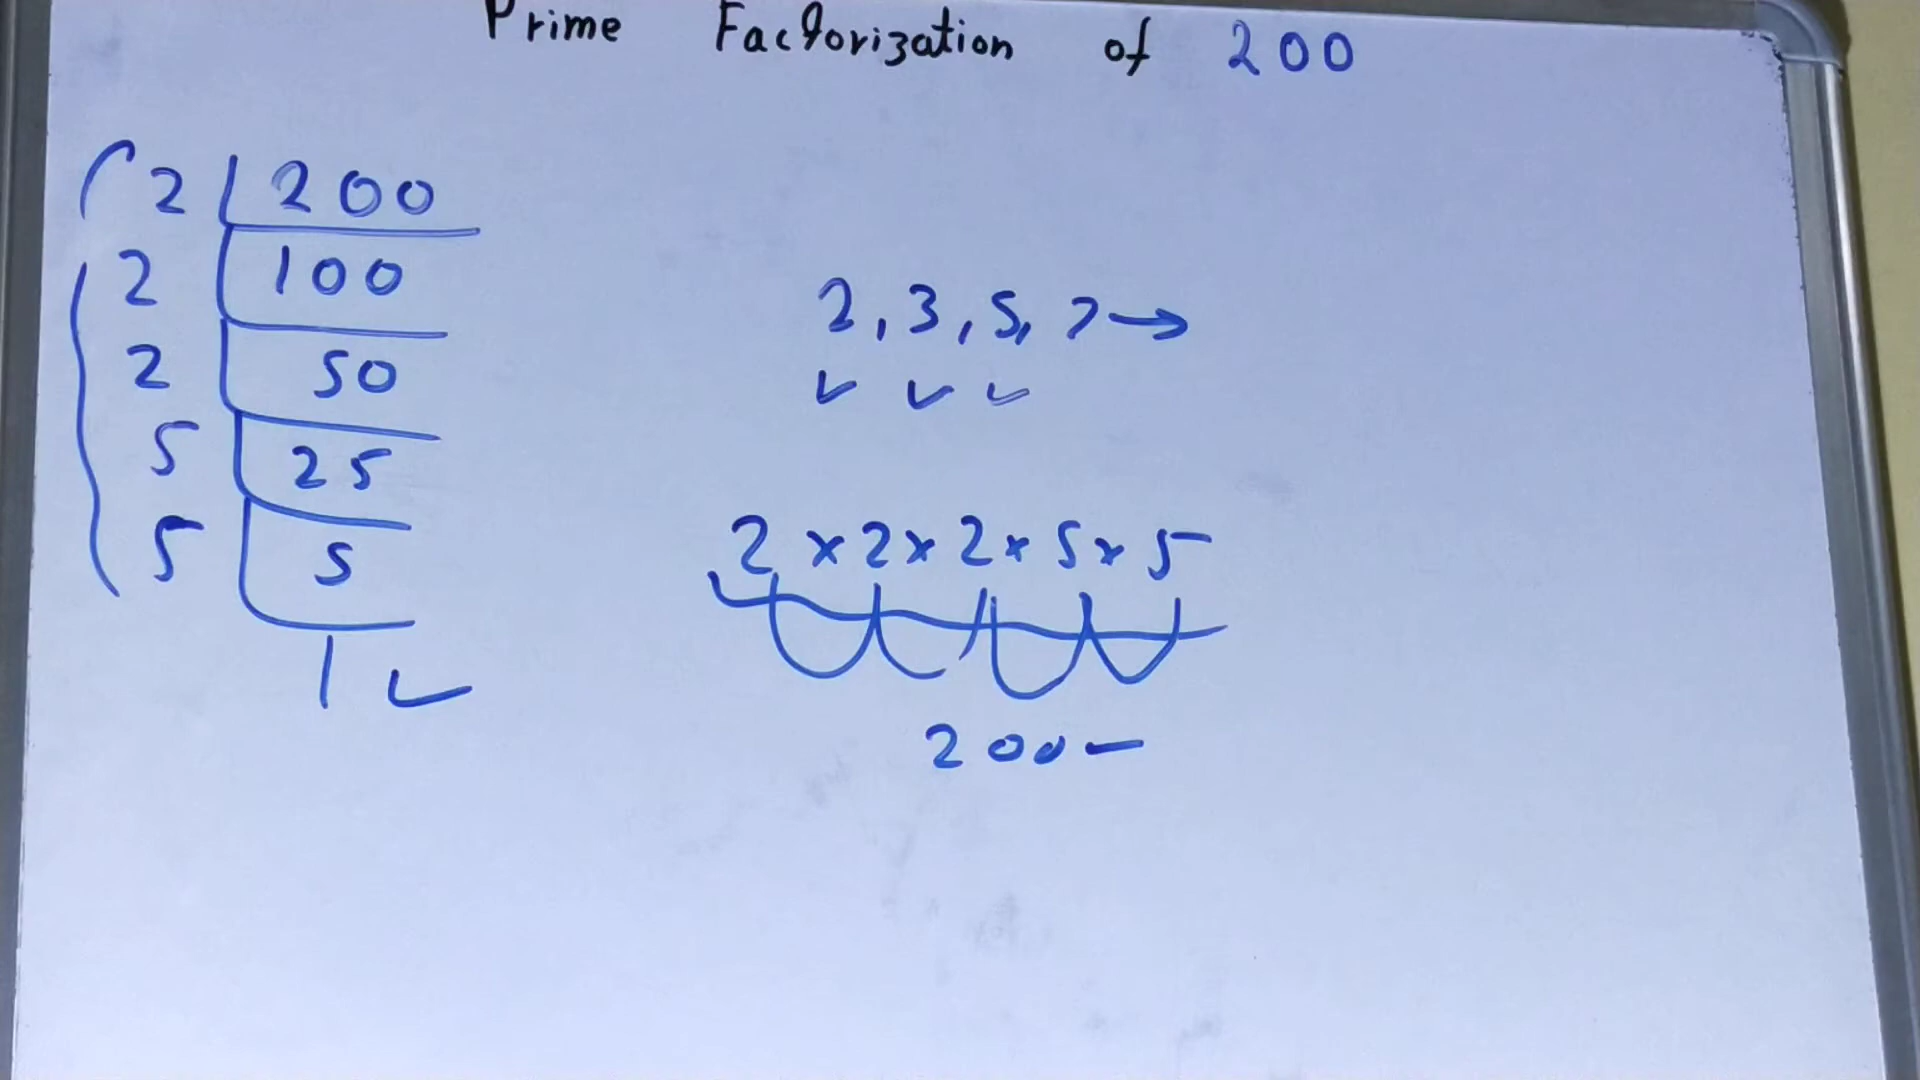 Prime Factorization of 200
2 | 200
2 | 100
2 | 50
5 | 25
5 | 5
1 ✓
2, 3, 5, 7 →
✓ ✓ ✓
2 × 2 × 2 × 5 × 5
200 –